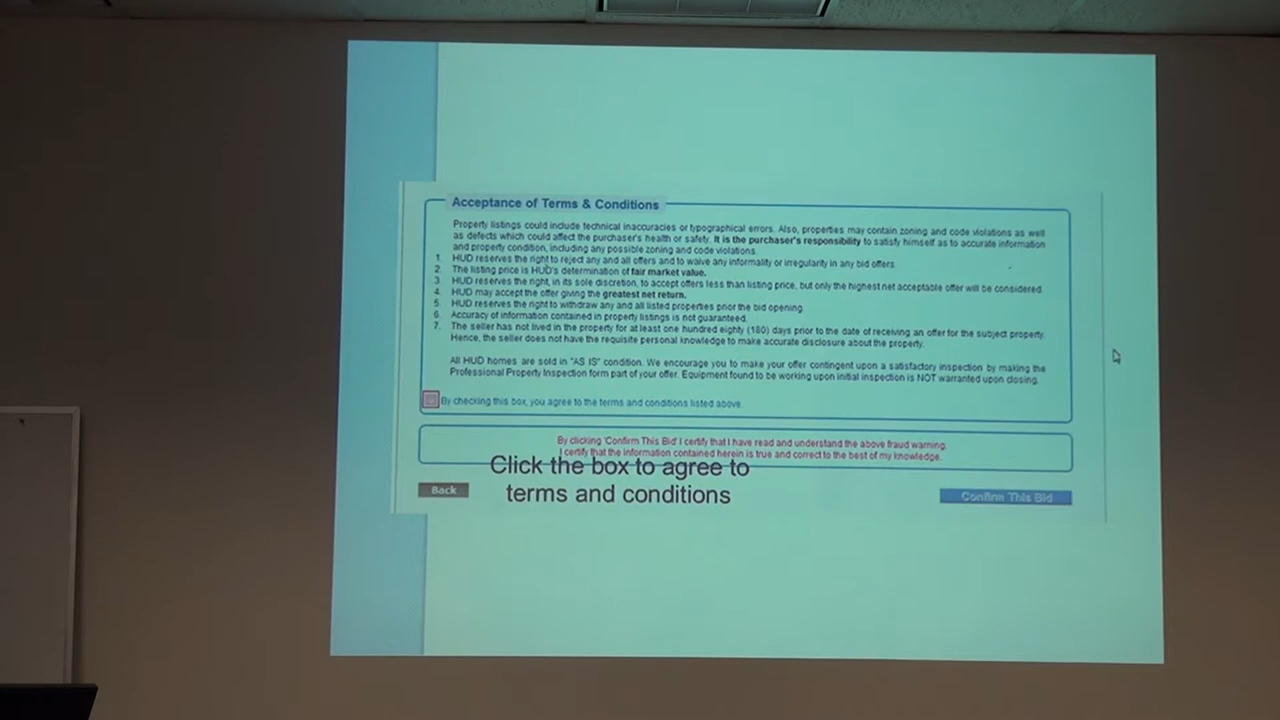 Acceptance of Terms & Conditions
Property listings could include technical inaccuracies or typographical errors. Also, properties may contain zoning and code violations as well
as defects which could affect the purchaser's health or safety. It is the purchaser's responsibility to satisfy himself as to accurate information
and property condition, including any possible zoning and code violations.
1. HUD reserves the right to reject any and all offers and to waive any informality or irregularity in any bid offers.
2. The listing price is HUD's determination of fair market value.
3. HUD reserves the right, in its sole discretion, to accept offers less than listing price, but only the highest net acceptable offer will be considered.
4. HUD may accept the offer giving the greatest net return.
5. HUD reserves the right to withdraw any and all listed properties prior the bid opening.
6. Accuracy of information contained in property listings is not guaranteed.
7. The seller has not lived in the property for at least one hundred eighty (180) days prior to the date of receiving an offer for the subject property.
Hence, the seller does not have the requisite personal knowledge to make accurate disclosure about the property.
All HUD homes are sold in "AS IS" condition. We encourage you to make your offer contingent upon a satisfactory inspection by making the
Professional Property Inspection form part of your offer. Equipment found to be working upon initial inspection is NOT warranted upon closing.
By checking this box, you agree to the terms and conditions listed above.
By clicking 'Confirm This Bid' I certify that I have read and understand the above fraud warning.
I certify that the information contained herein is true and correct to the best of my knowledge.
Click the box to agree to
terms and conditions
Back
Confirm This Bid